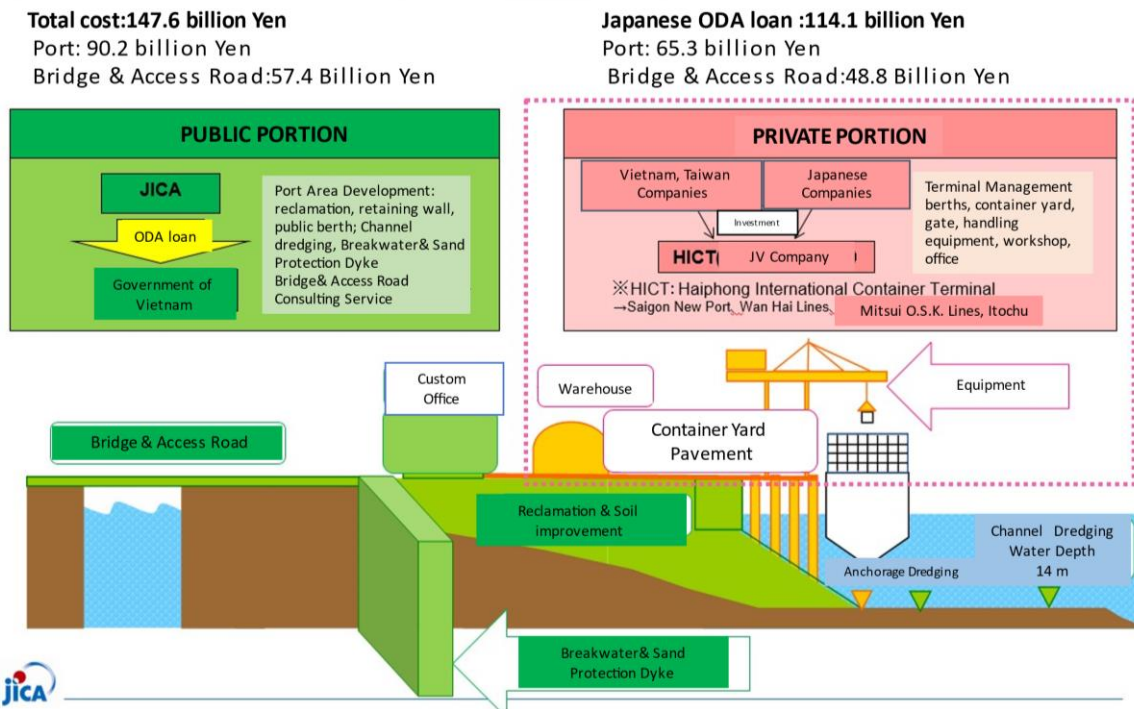 Total cost:147.6 billion Yen
Port: 90.2 billion Yen
Bridge & Access Road:57.4 Billion Yen
Japanese ODA loan :114.1 billion Yen
Port: 65.3 billion Yen
Bridge & Access Road:48.8 Billion Yen
PUBLIC PORTION
JICA
ODA loan
Government of
Vietnam
Port Area Development:
reclamation, retaining wall,
public berth; Channel
dredging, Breakwater& Sand
Protection Dyke
Bridge& Access Road
Consulting Service
PRIVATE PORTION
Vietnam, Taiwan
Companies
Japanese
Companies
Investment
HICT( JV Company )
Terminal Management
berths, container yard,
gate, handling
equipment, workshop,
office
※HICT: Haiphong International Container Terminal
→Saigon New Port, Wan Hai Lines, Mitsui O.S.K. Lines, Itochu
Custom
Office
Warehouse
Equipment
Bridge & Access Road
Container Yard
Pavement
Reclamation & Soil
improvement
Channel Dredging
Water Depth
14 m
Anchorage Dredging
Breakwater& Sand
Protection Dyke
jICA